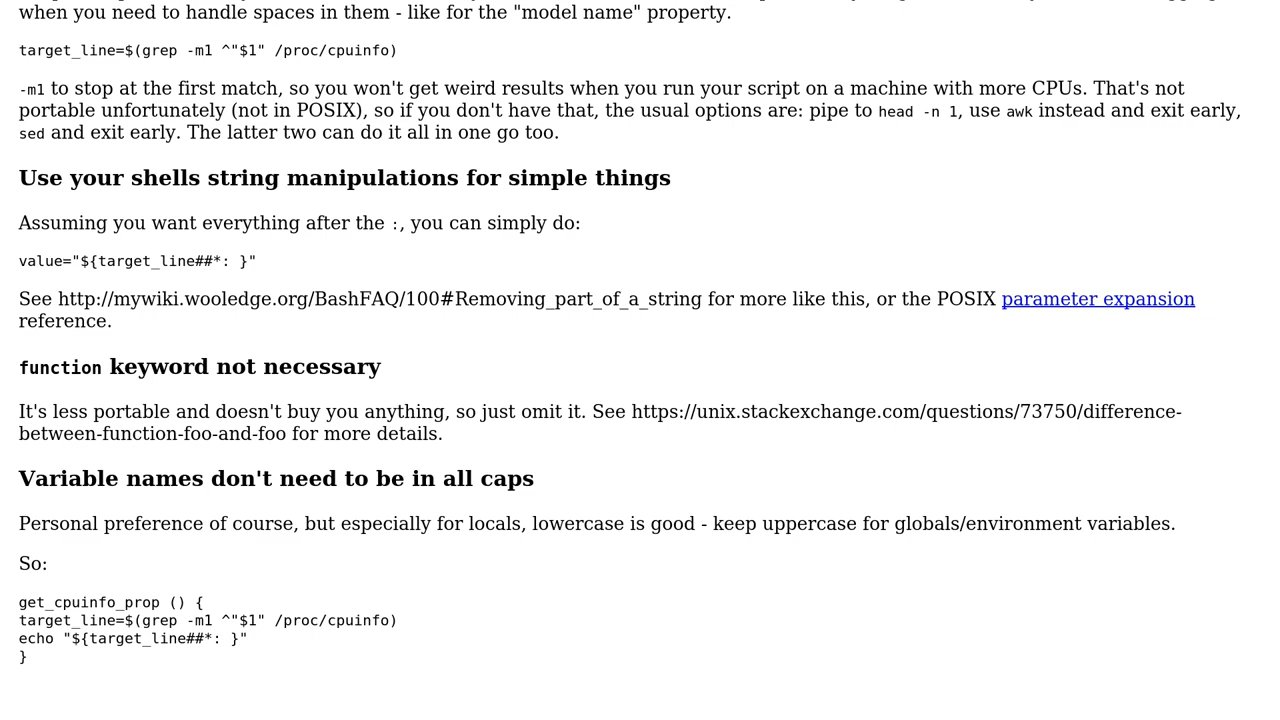 when you need to handle spaces in them - like for the "model name" property.
target_line=$(grep -m1 ^"$1" /proc/cpuinfo)
-m1 to stop at the first match, so you won't get weird results when you run your script on a machine with more CPUs. That's not
portable unfortunately (not in POSIX), so if you don't have that, the usual options are: pipe to head -n 1, use awk instead and exit early,
sed and exit early. The latter two can do it all in one go too.
Use your shells string manipulations for simple things
Assuming you want everything after the :, you can simply do:
value="${target_line##*: }"
See http://mywiki.wooledge.org/BashFAQ/100#Removing_part_of_a_string for more like this, or the POSIX parameter expansion
reference.
function keyword not necessary
It's less portable and doesn't buy you anything, so just omit it. See https://unix.stackexchange.com/questions/73750/difference-
between-function-foo-and-foo for more details.
Variable names don't need to be in all caps
Personal preference of course, but especially for locals, lowercase is good - keep uppercase for globals/environment variables.
So:
get_cpuinfo_prop () {
target_line=$(grep -m1 ^"$1" /proc/cpuinfo)
echo "${target_line##*: }"
}